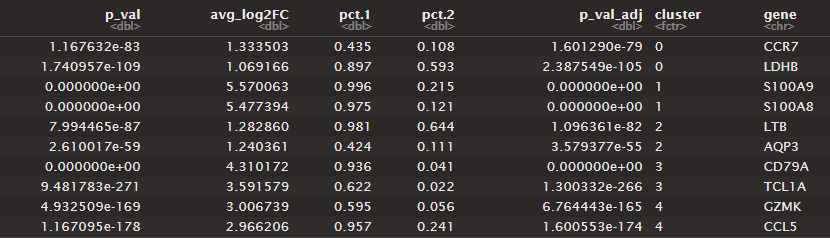 p_val avg_log2FC pct.1 pct.2 p_val_adj cluster gene
<dbl> <dbl> <dbl> <dbl> <dbl> <fctr> <chr>
1.167632e-83 1.333503 0.435 0.108 1.601290e-79 0 CCR7
1.740957e-109 1.069166 0.897 0.593 2.387549e-105 0 LDHB
0.000000e+00 5.570063 0.996 0.215 0.000000e+00 1 S100A9
0.000000e+00 5.477394 0.975 0.121 0.000000e+00 1 S100A8
7.994465e-87 1.282860 0.981 0.644 1.096361e-82 2 LTB
2.610017e-59 1.240361 0.424 0.111 3.579377e-55 2 AQP3
0.000000e+00 4.310172 0.936 0.041 0.000000e+00 3 CD79A
9.481783e-271 3.591579 0.622 0.022 1.300332e-266 3 TCL1A
4.932509e-169 3.006739 0.595 0.056 6.764443e-165 4 GZMK
1.167095e-178 2.966206 0.957 0.241 1.600553e-174 4 CCL5